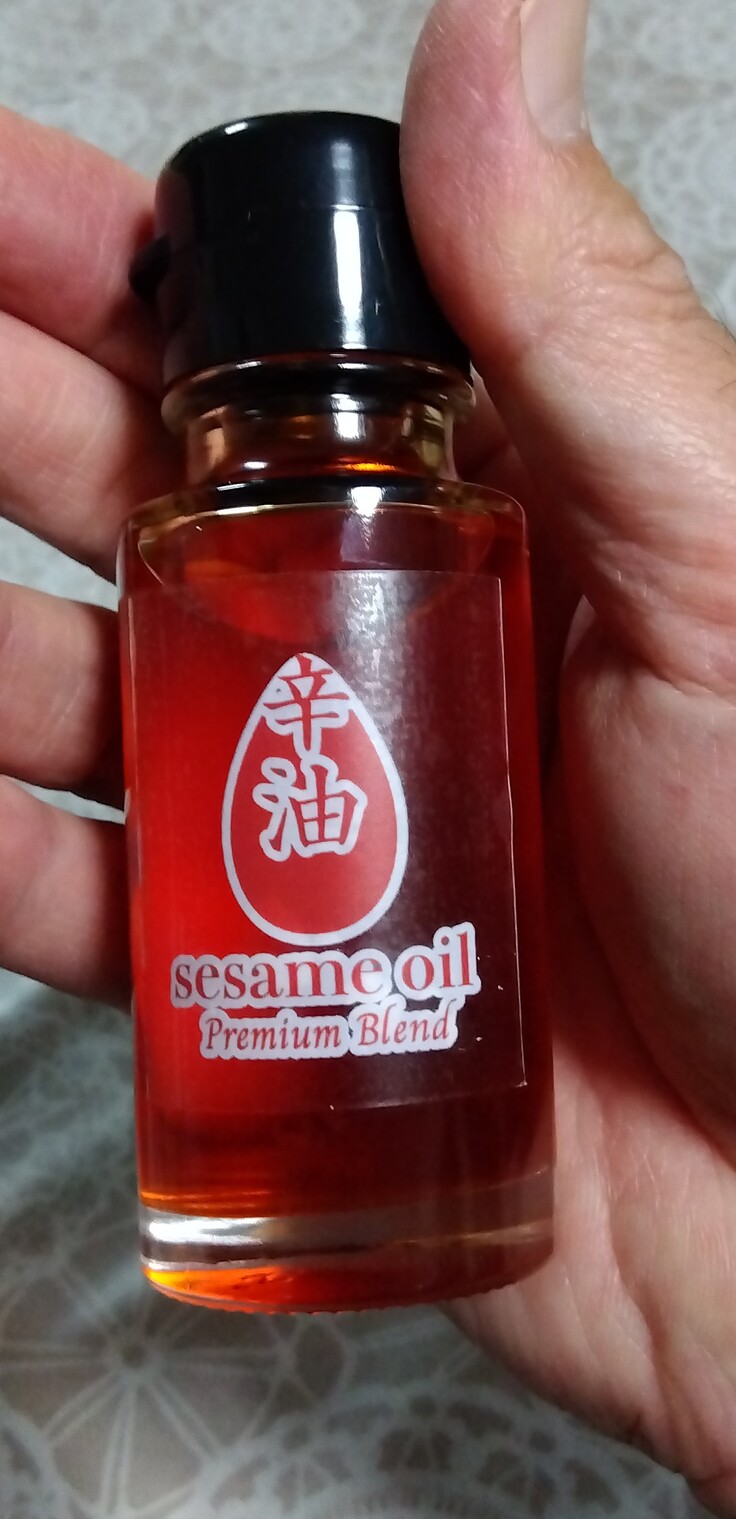 辛
油
sesame oil
Premium Blend